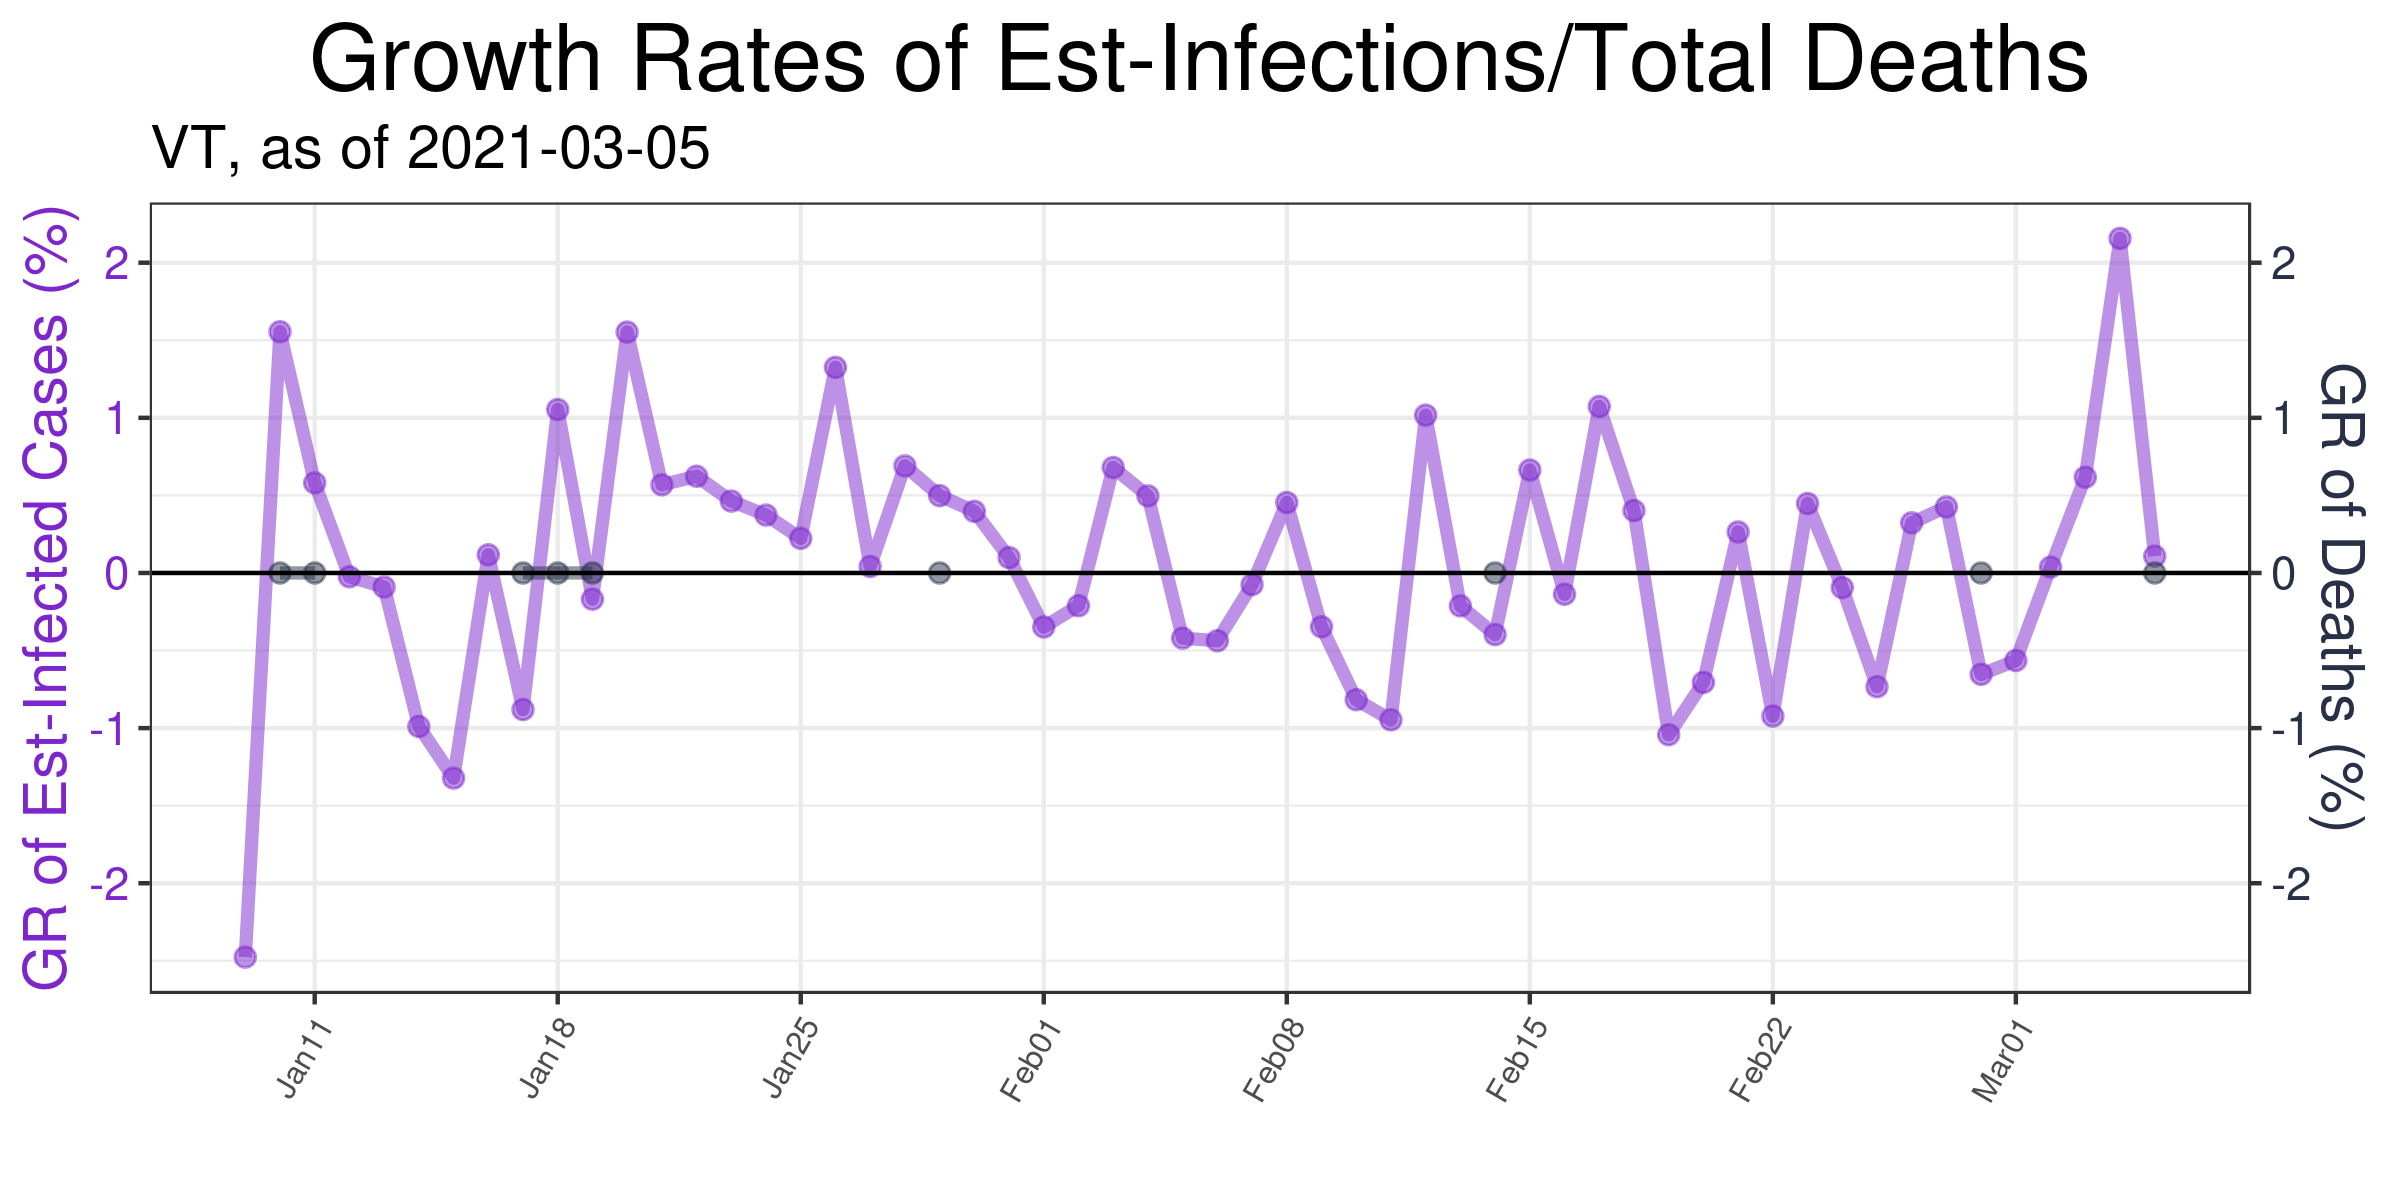 Growth Rates of Est-Infections/Total Deaths
VT, as of 2021-03-05
GR of Est-Infected Cases (%)
2
1
0
-1
-2
2
1
0
-1
-2
GR of Deaths (%)
Jan11
Jan18
Jan25
Feb01
Feb08
Feb15
Feb22
Mar01